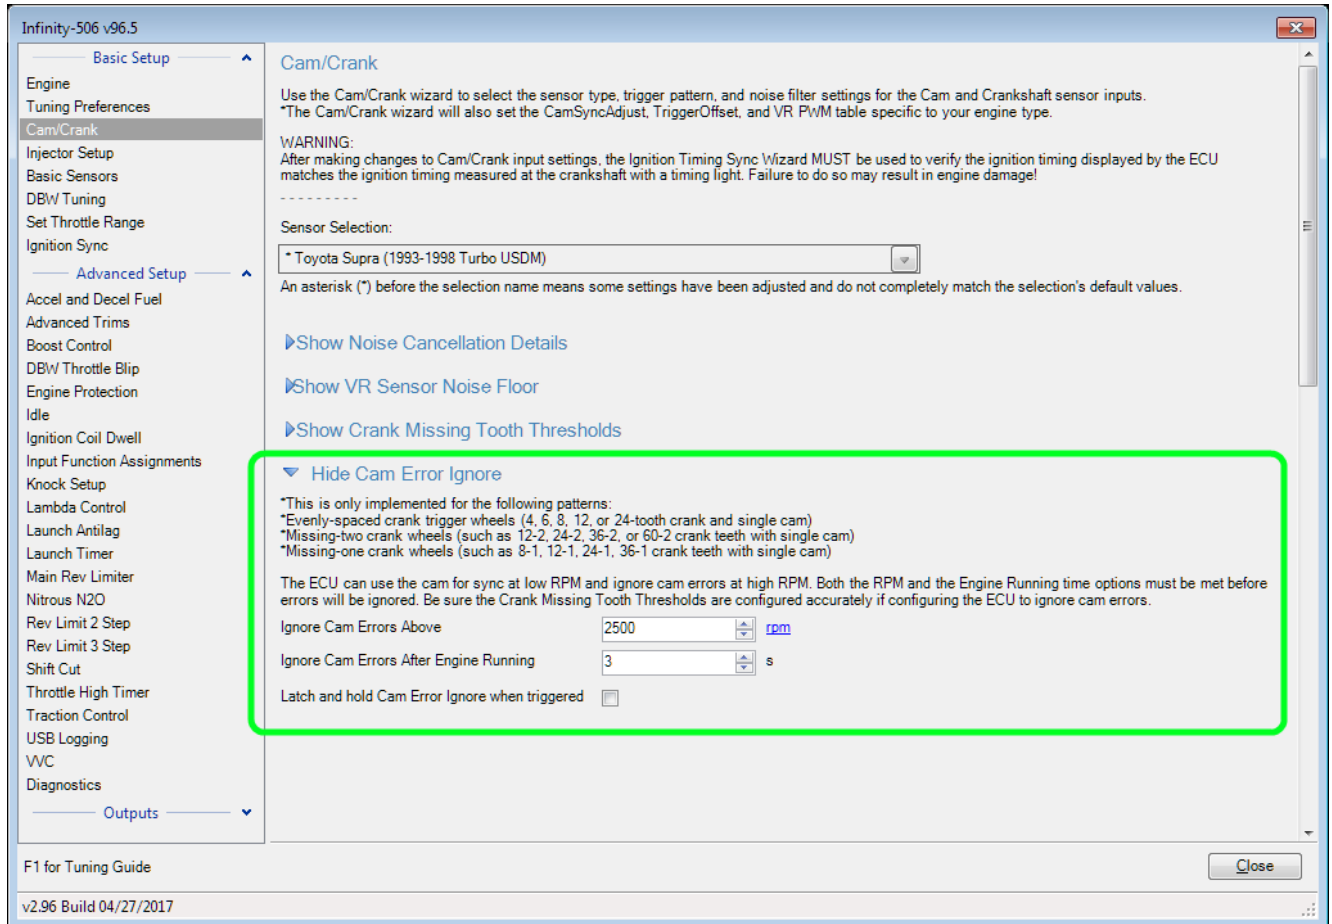 Infinity-506 v96.5
Basic Setup
Engine
Tuning Preferences
Cam/Crank
Injector Setup
Basic Sensors
DBW Tuning
Set Throttle Range
Ignition Sync
Advanced Setup
Accel and Decel Fuel
Advanced Trims
Boost Control
DBW Throttle Blip
Engine Protection
Idle
Ignition Coil Dwell
Input Function Assignments
Knock Setup
Lambda Control
Launch Antilag
Launch Timer
Main Rev Limiter
Nitrous N2O
Rev Limit 2 Step
Rev Limit 3 Step
Shift Cut
Throttle High Timer
Traction Control
USB Logging
VVC
Diagnostics
Outputs
Cam/Crank
Use the Cam/Crank wizard to select the sensor type, trigger pattern, and noise filter settings for the Cam and Crankshaft sensor inputs.
*The Cam/Crank wizard will also set the CamSyncAdjust, TriggerOffset, and VR PWM table specific to your engine type.
WARNING:
After making changes to Cam/Crank input settings, the Ignition Timing Sync Wizard MUST be used to verify the ignition timing displayed by the ECU
matches the ignition timing measured at the crankshaft with a timing light. Failure to do so may result in engine damage!
- - - - - - - - -
Sensor Selection:
* Toyota Supra (1993-1998 Turbo USDM)
An asterisk (*) before the selection name means some settings have been adjusted and do not completely match the selection's default values.
Show Noise Cancellation Details
Show VR Sensor Noise Floor
Show Crank Missing Tooth Thresholds
Hide Cam Error Ignore
*This is only implemented for the following patterns:
*Evenly-spaced crank trigger wheels (4, 6, 8, 12, or 24-tooth crank and single cam)
*Missing-two crank wheels (such as 12-2, 24-2, 36-2, or 60-2 crank teeth with single cam)
*Missing-one crank wheels (such as 8-1, 12-1, 24-1, 36-1 crank teeth with single cam)
The ECU can use the cam for sync at low RPM and ignore cam errors at high RPM. Both the RPM and the Engine Running time options must be met before
errors will be ignored. Be sure the Crank Missing Tooth Thresholds are configured accurately if configuring the ECU to ignore cam errors.
Ignore Cam Errors Above 2500 rpm
Ignore Cam Errors After Engine Running 3 s
Latch and hold Cam Error Ignore when triggered
F1 for Tuning Guide
Close
v2.96 Build 04/27/2017